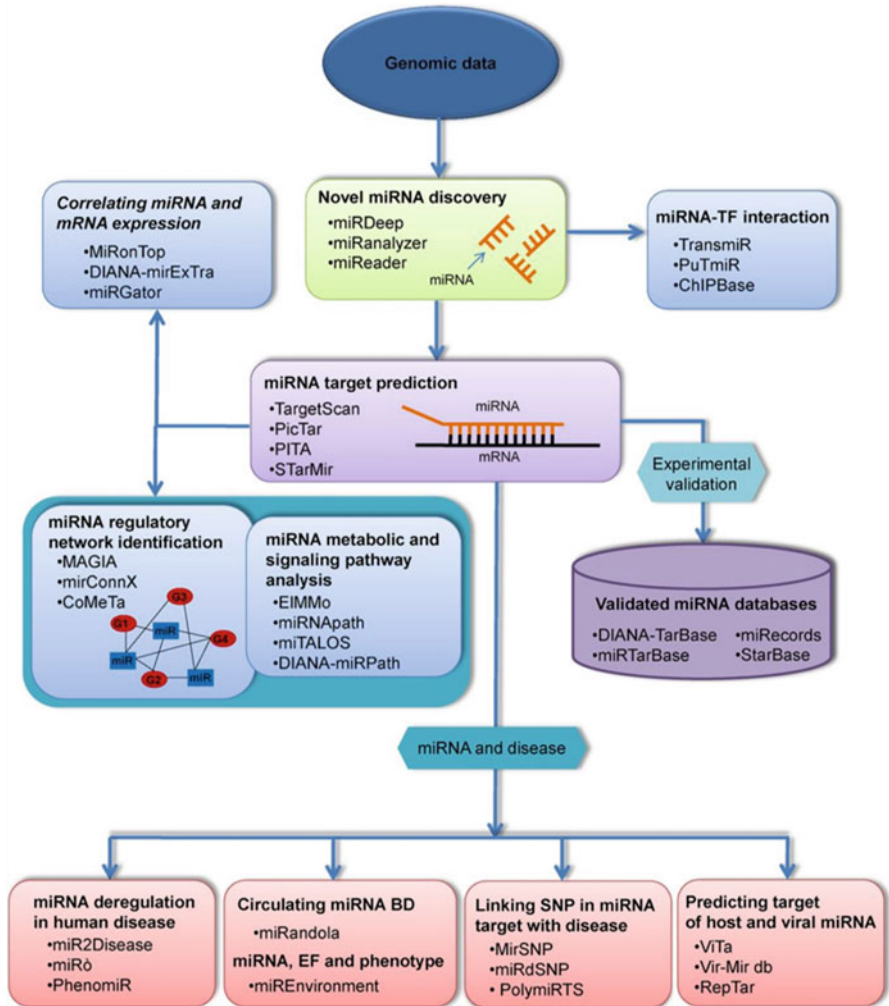 Genomic data
Novel miRNA discovery
•miRDeep
•miRanalyzer
•miReader
miRNA
Correlating miRNA and
mRNA expression
•MiRonTop
•DIANA-mirExTra
•miRGator
miRNA-TF interaction
•TransmiR
•PuTmiR
•ChIPBase
miRNA target prediction
•TargetScan
•PicTar
•PITA
•STarMir
miRNA
mRNA
Experimental
validation
miRNA regulatory
network identification
•MAGIA
•mirConnX
•CoMeTa
G3
G1
miR
G4
miR
G2
miR
miRNA metabolic and
signaling pathway
analysis
•EIMMo
•miRNApath
•miTALOS
•DIANA-miRPath
Validated miRNA databases
•DIANA-TarBase •miRecords
•miRTarBase •StarBase
miRNA and disease
miRNA deregulation
in human disease
•miR2Disease
•miRò
•PhenomiR
Circulating miRNA BD
•miRandola
miRNA, EF and phenotype
•miREnvironment
Linking SNP in miRNA
target with disease
•MirSNP
•miRdSNP
•PolymiRTS
Predicting target
of host and viral miRNA
•ViTa
•Vir-Mir db
•RepTar